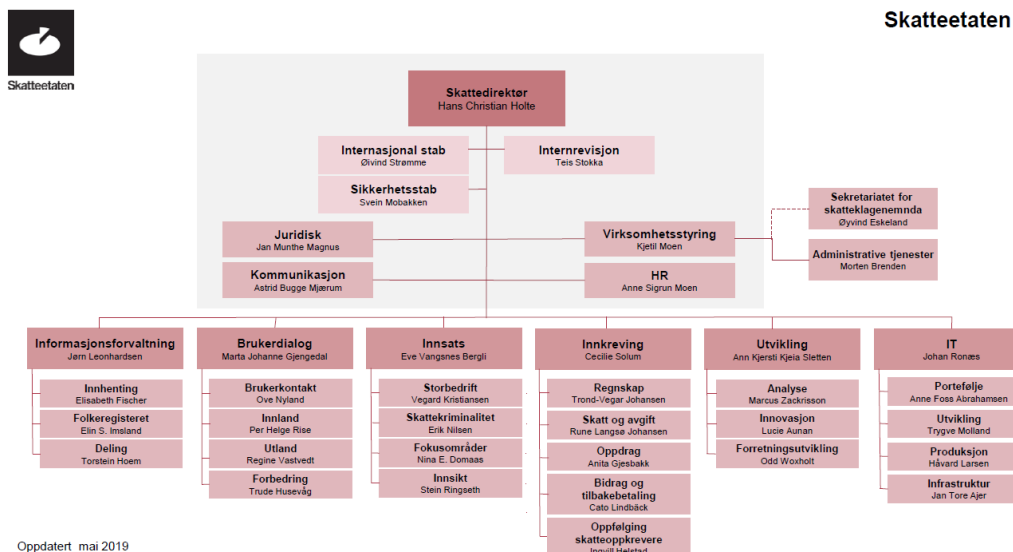 Skatteetaten
Skatteetaten
Skattedirektør
Hans Christian Holte
Internasjonal stab
Øivind Strømme
Internrevisjon
Teis Stokka
Sikkerhetsstab
Svein Mobakken
Juridisk
Jan Munthe Magnus
Virksomhetsstyring
Kjetil Moen
Sekretariatet for
skatteklagenemnda
Øyvind Eskeland
Administrative tjenester
Morten Brenden
Kommunikasjon
Astrid Bugge Mjærum
HR
Anne Sigrun Moen
Informasjonsforvaltning
Jørn Leonhardsen
Innhenting
Elisabeth Fischer
Folkeregisteret
Elin S. Imsland
Deling
Torstein Hoem
Brukerdialog
Marta Johanne Gjengedal
Brukerkontakt
Ove Nyland
Innland
Per Helge Rise
Utland
Regine Vastvedt
Forbedring
Trude Husevåg
Innsats
Eve Vangsnes Bergli
Storbedrift
Vegard Kristiansen
Skattekriminalitet
Erik Nilsen
Fokusområder
Nina E. Domaas
Innsikt
Stein Ringseth
Innkreving
Cecilie Solum
Regnskap
Trond-Vegar Johansen
Skatt og avgift
Rune Langsø Johansen
Oppdrag
Anita Gjesbakk
Bidrag og
tilbakebetaling
Cato Lindbäck
Oppfølging
skatteoppkrevere
Ingvill Helstad
Utvikling
Ann Kjersti Kjeia Sletten
Analyse
Marcus Zackrisson
Innovasjon
Lucie Aunan
Forretningsutvikling
Odd Woxholt
IT
Johan Ronæs
Portefølje
Anne Foss Abrahamsen
Utvikling
Trygve Molland
Produksjon
Håvard Larsen
Infrastruktur
Jan Tore Ajer
Oppdatert mai 2019